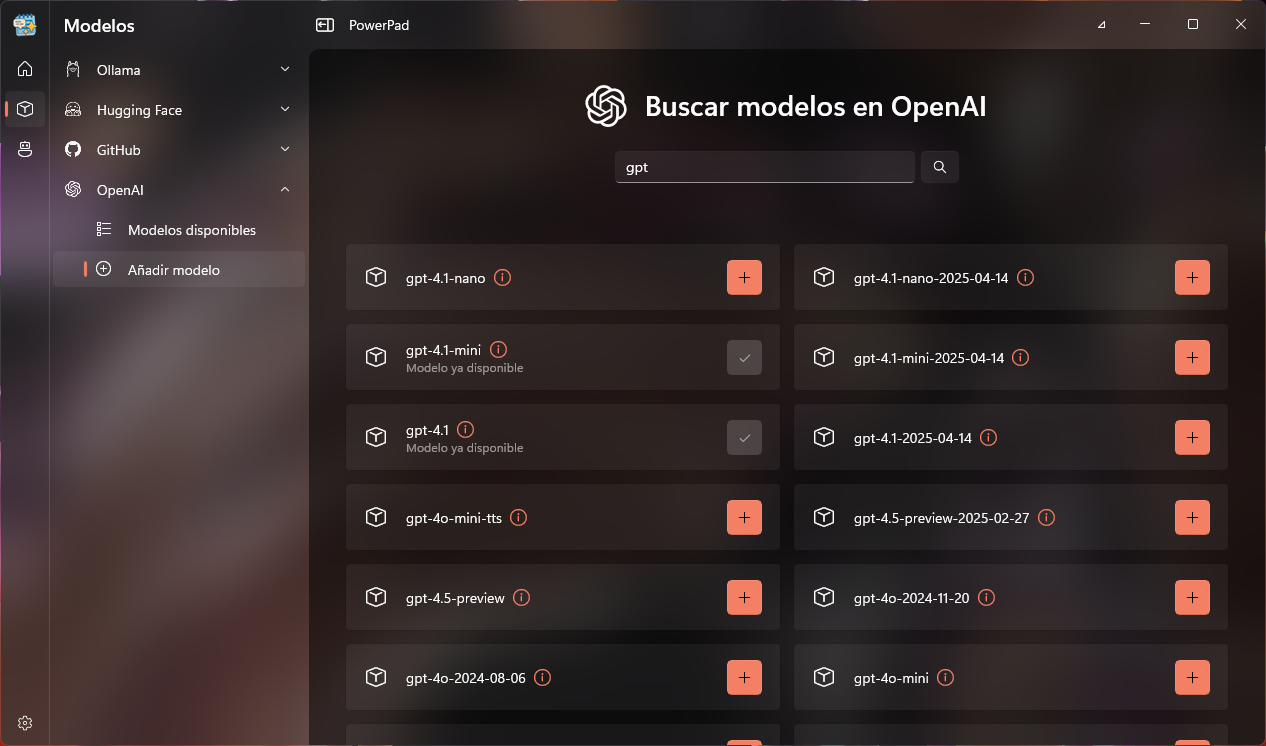 Modelos
PowerPad
Ollama
Hugging Face
GitHub
OpenAI
Modelos disponibles
Añadir modelo
Buscar modelos en OpenAI
gpt
gpt-4.1-nano
gpt-4.1-nano-2025-04-14
gpt-4.1-mini
Modelo ya disponible
gpt-4.1-mini-2025-04-14
gpt-4.1
Modelo ya disponible
gpt-4.1-2025-04-14
gpt-4o-mini-tts
gpt-4.5-preview-2025-02-27
gpt-4.5-preview
gpt-4o-2024-11-20
gpt-4o-2024-08-06
gpt-4o-mini